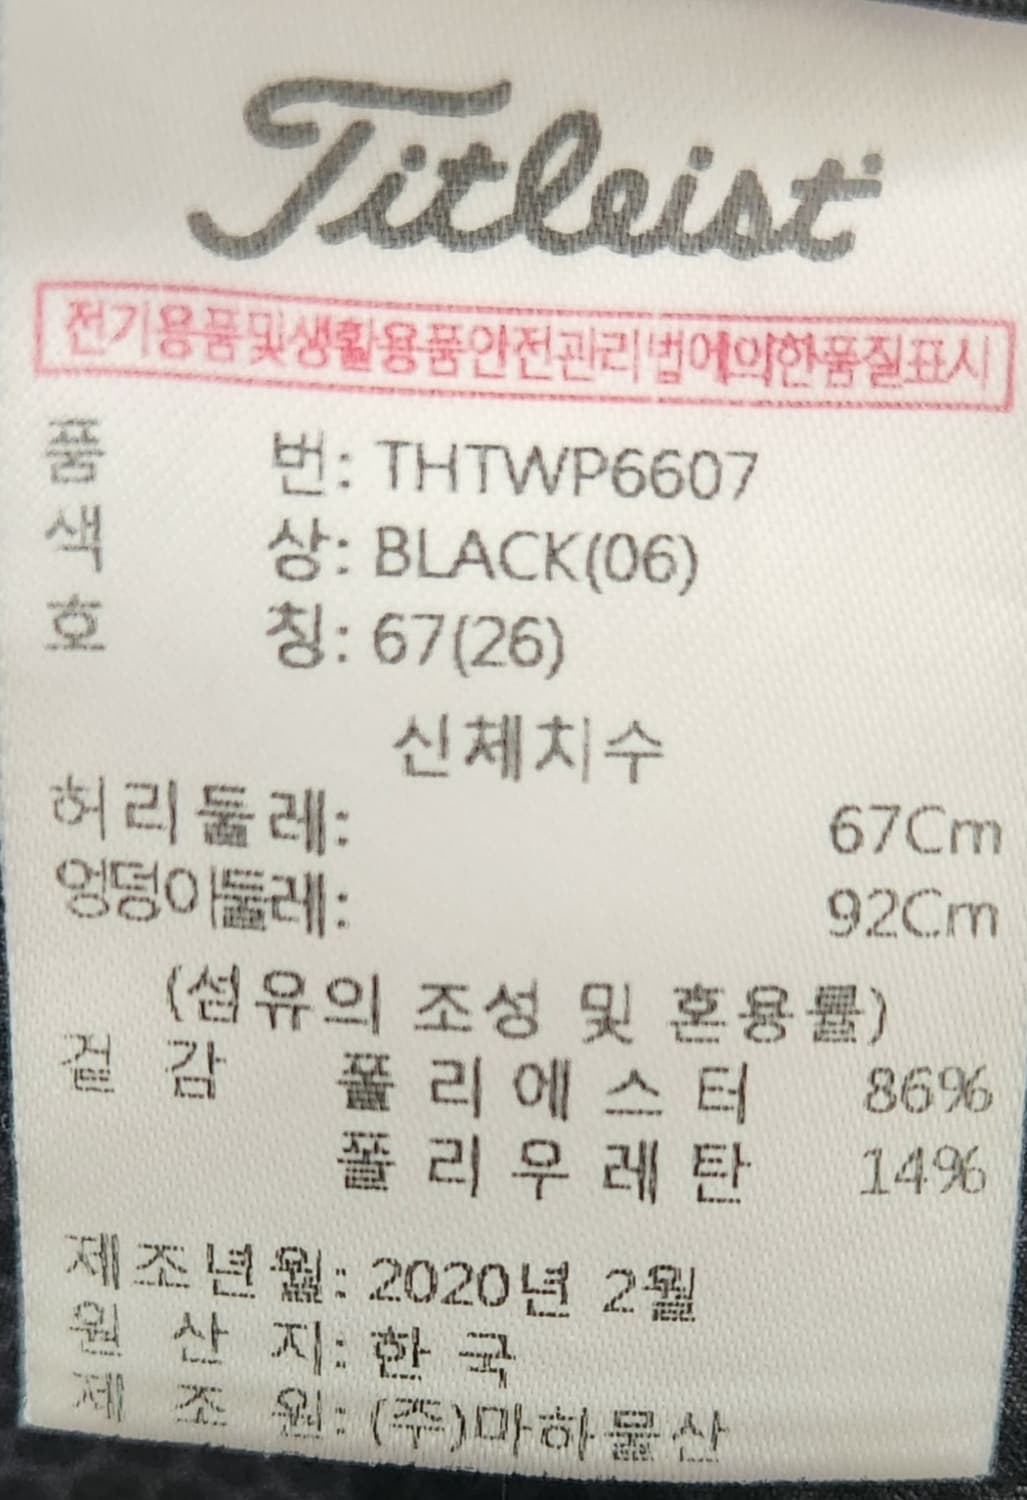 Titleist
전기용품및생활용품안전관리법에의한품질표시
품 번: THTWP6607
색 상: BLACK(06)
호 칭: 67(26)
신체치수
허리둘레: 67Cm
엉덩이둘레: 92Cm
(섬유의 조성 및 혼용률)
겉 감 폴리에스터 86%
폴리우레탄 14%
제조년월: 2020년 2월
원 산 지: 한 국
제 조 원: (주)마하물산